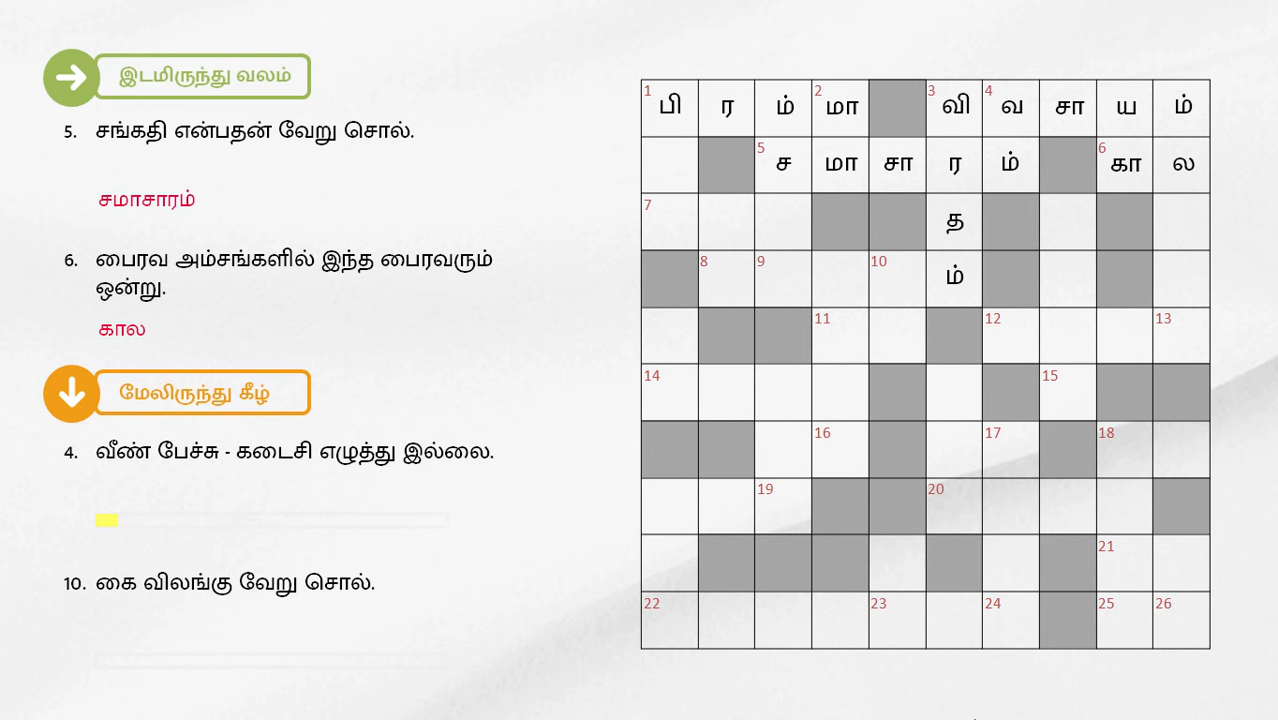 இடமிருந்து வலம்
5. சங்கதி என்பதன் வேறு சொல்.
சமாசாரம்
6. பைரவ அம்சங்களில் இந்த பைரவரும்
ஒன்று.
கால
மேலிருந்து கீழ்
4. வீண் பேச்சு - கடைசி எழுத்து இல்லை.
10. கை விலங்கு வேறு சொல்.
1 பி ர ம் 2 மா 3 வி 4 வ சா ய ம்
5 ச மா சா ர ம் 6 கா ல
7 த
8 9 10 ம்
11 12 13
14 15
16 17 18
19 20
21
22 23 24 25 26